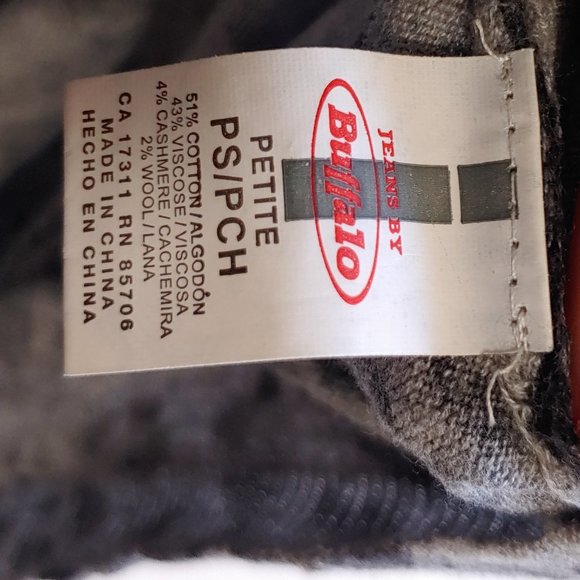 JEANS BY
Buffalo
PETITE
PS/PCH
51% COTTON/ALGODÓN
43% VISCOSE/VISCOSA
4% CASHMERE/CACHEMIRA
2% WOOL/LANA
CA 17311 RN 85706
MADE IN CHINA
HECHO EN CHINA